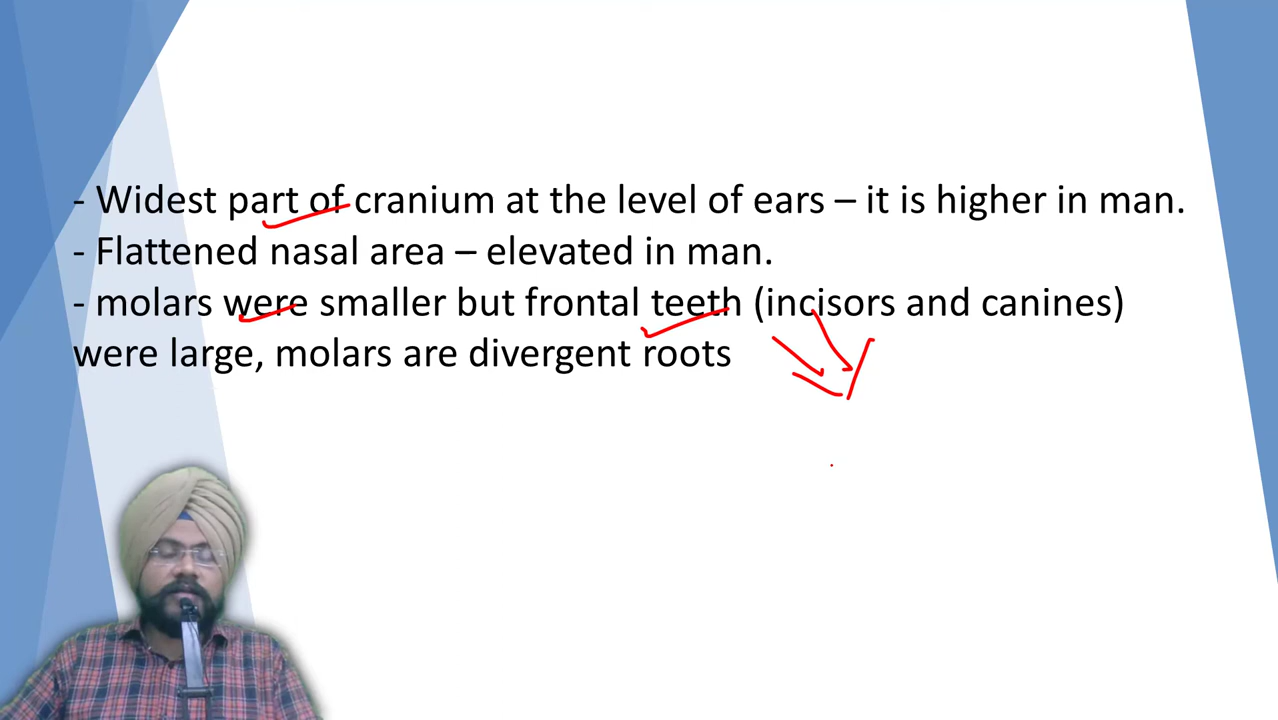 - Widest part of cranium at the level of ears – it is higher in man.
- Flattened nasal area – elevated in man.
- molars were smaller but frontal teeth (incisors and canines)
were large, molars are divergent roots